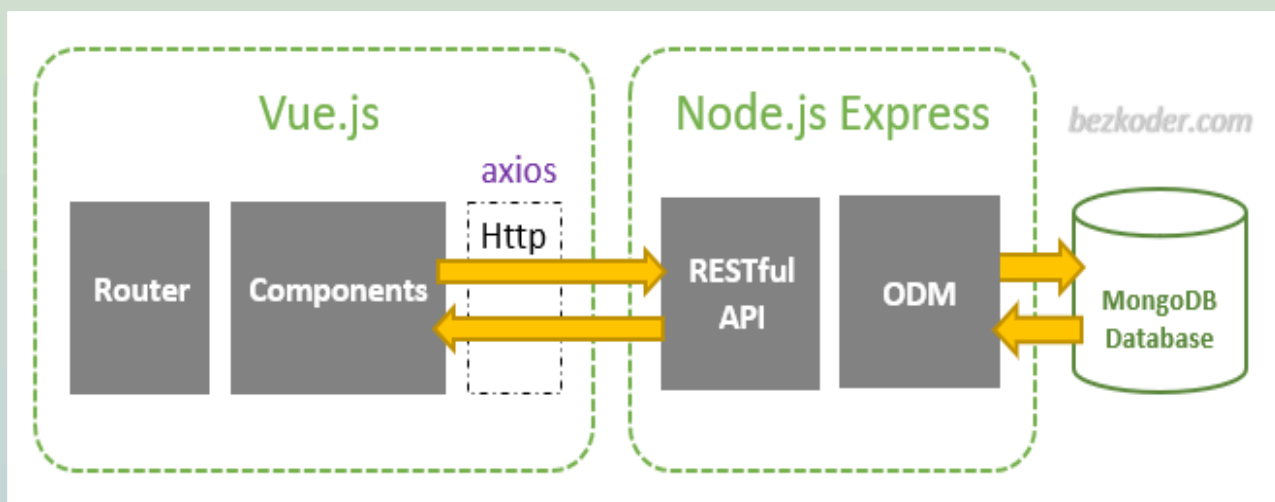 Vue.js
axios
Router
Components
Http
Node.js Express
RESTful
API
ODM
bezkoder.com
MongoDB
Database